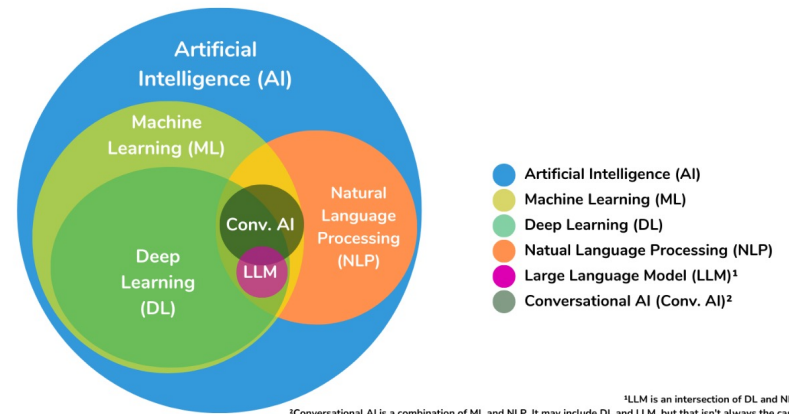 Artificial
Intelligence (AI)
Machine
Learning (ML)
Natural
Language
Processing
(NLP)
Conv. AI
Deep
Learning
(DL)
LLM
Artificial Intelligence (AI)
Machine Learning (ML)
Deep Learning (DL)
Natual Language Processing (NLP)
Large Language Model (LLM)¹
Conversational AI (Conv. AI)²
¹LLM is an intersection of DL and
²Conversational AI is a combination of ML and NLP. It may include DL and LLM, but that isn't always the